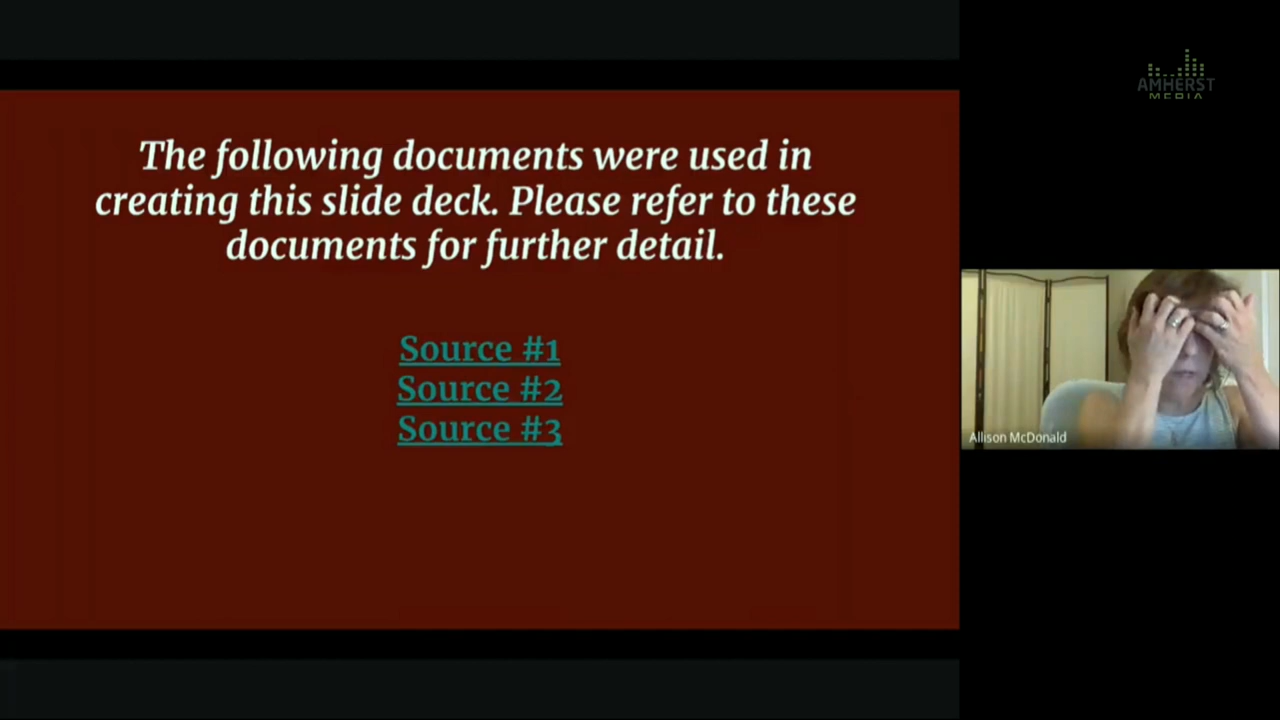 The following documents were used in
creating this slide deck. Please refer to these
documents for further detail.
Source #1
Source #2
Source #3
AMHERST
MEDIA
Allison McDonald